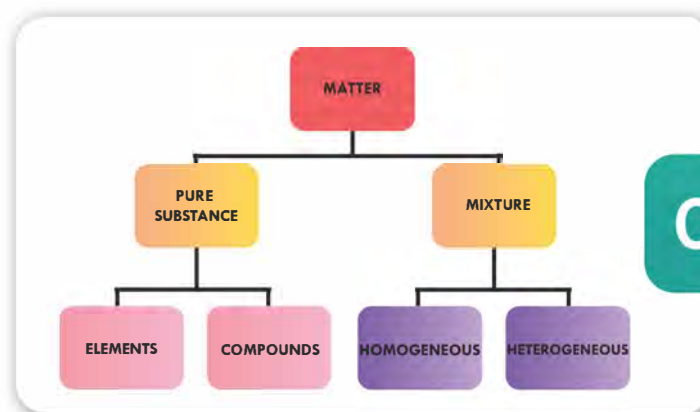 MATTER
PURE
SUBSTANCE
MIXTURE
ELEMENTS
COMPOUNDS
HOMOGENEOUS
HETEROGENEOUS